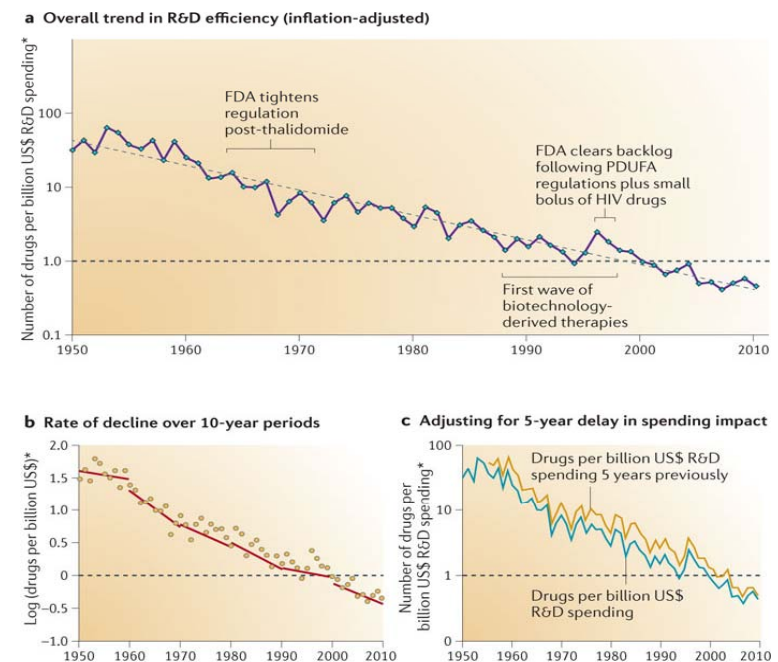 a Overall trend in R&D efficiency (inflation-adjusted)
Number of drugs per billion US$ R&D spending*
100
10
1.0
0.1
FDA tightens
regulation
post-thalidomide
FDA clears backlog
following PDUFA
regulations plus small
bolus of HIV drugs
First wave of
biotechnology-
derived therapies
1950 1960 1970 1980 1990 2000 2010
b Rate of decline over 10-year periods
Log (drugs per billion US$)*
2.0
1.5
1.0
0.5
0
–0.5
–1.0
1950 1960 1970 1980 1990 2000 2010
c Adjusting for 5-year delay in spending impact
Number of drugs per
billion US$ R&D spending*
100
10
1
0
Drugs per billion US$ R&D
spending 5 years previously
Drugs per billion US$
R&D spending
1950 1960 1970 1980 1990 2000 2010